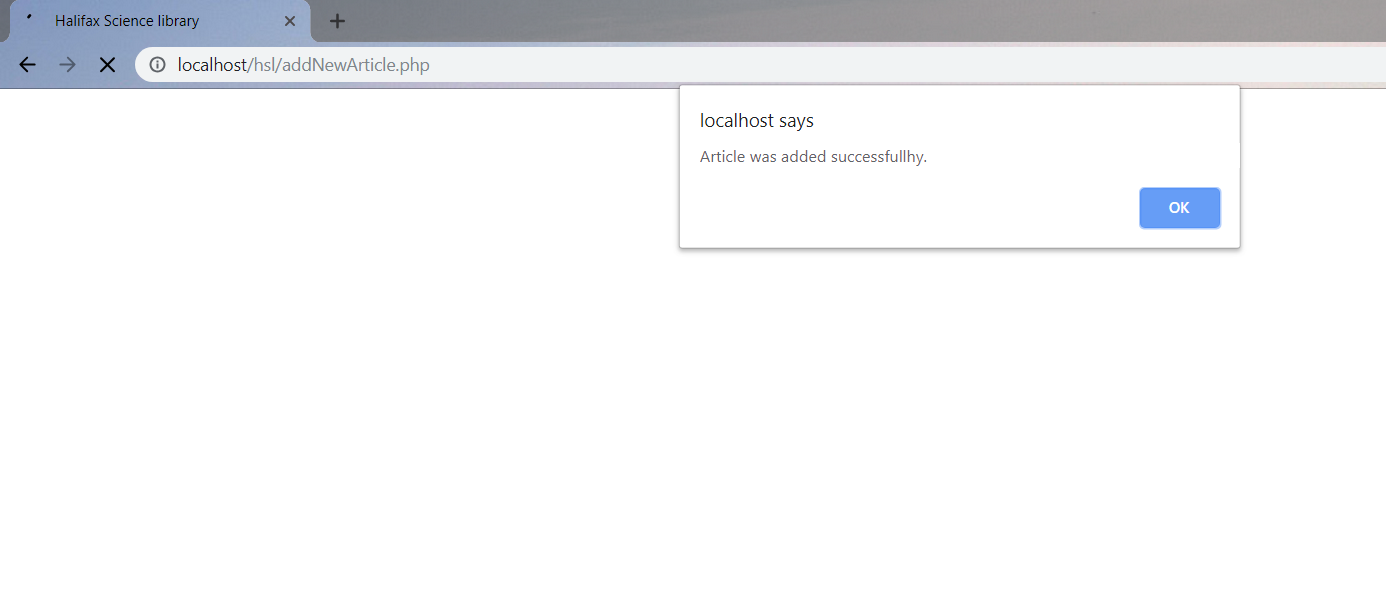 Halifax Science library
localhost/hsl/addNewArticle.php
localhost says
Article was added successfullhy.
OK